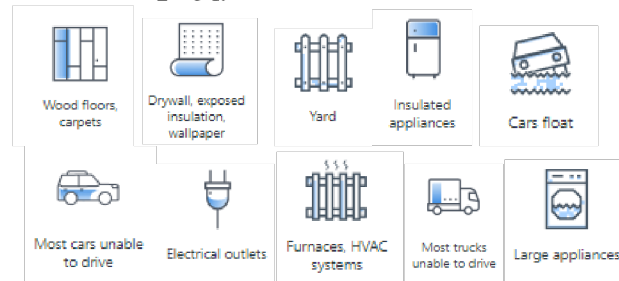 Wood floors,
carpets
Drywall, exposed
insulation,
wallpaper
Yard
Insulated
appliances
Cars float
Most cars unable
to drive
Electrical outlets
Furnaces, HVAC
systems
Most trucks
unable to drive
Large appliances